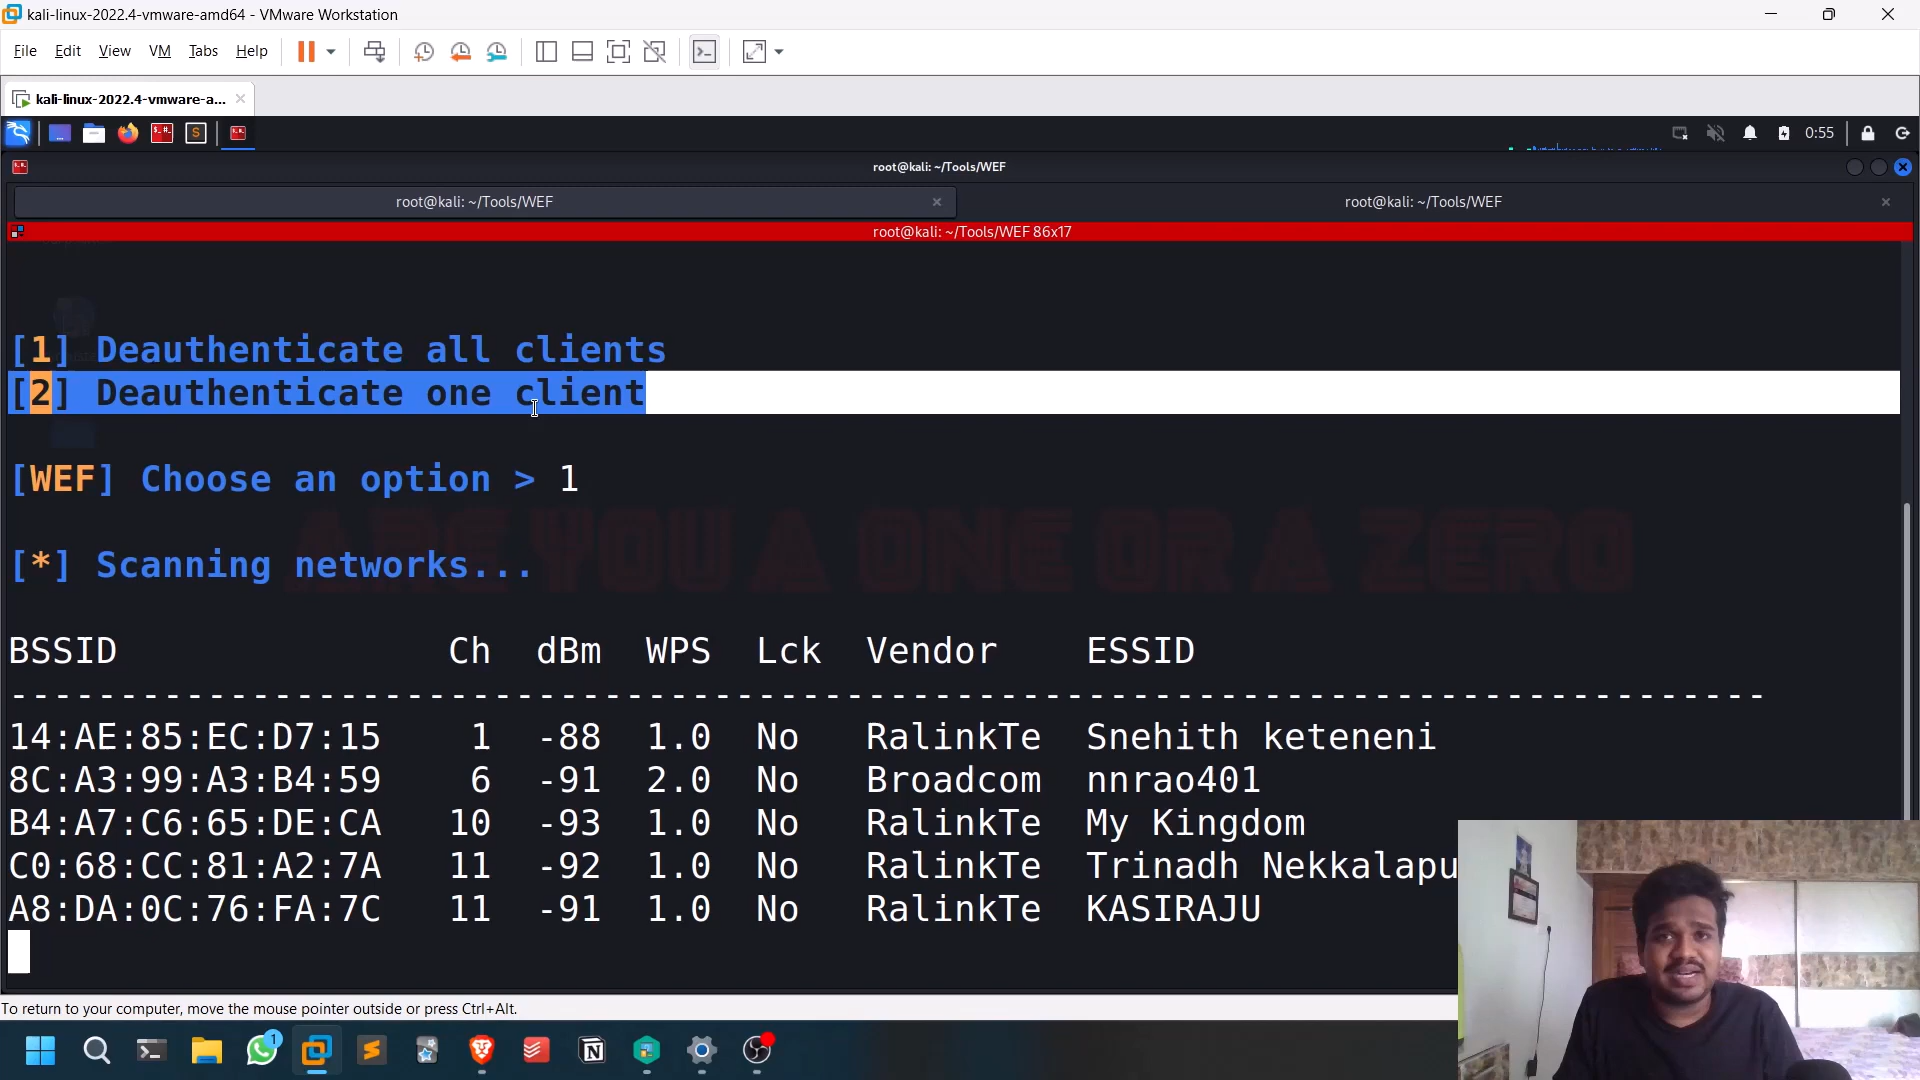 kali-linux-2022.4-vmware-amd64 - VMware Workstation
File Edit View VM Tabs Help
kali-linux-2022.4-vmware-a...
0:55
root@kali: ~/Tools/WEF
root@kali: ~/Tools/WEF
root@kali: ~/Tools/WEF
root@kali: ~/Tools/WEF 86x17
[1] Deauthenticate all clients
[2] Deauthenticate one client
[WEF] Choose an option > 1
ARE YOU A ONE OR A ZERO
[*] Scanning networks...
BSSID Ch dBm WPS Lck Vendor ESSID
--------------------------------------------------------------------------------
14:AE:85:EC:D7:15 1 -88 1.0 No RalinkTe Snehith keteneni
8C:A3:99:A3:B4:59 6 -91 2.0 No Broadcom nnrao401
B4:A7:C6:65:DE:CA 10 -93 1.0 No RalinkTe My Kingdom
C0:68:CC:81:A2:7A 11 -92 1.0 No RalinkTe Trinadh Nekkalapu
A8:DA:0C:76:FA:7C 11 -91 1.0 No RalinkTe KASIRAJU
To return to your computer, move the mouse pointer outside or press Ctrl+Alt.
1